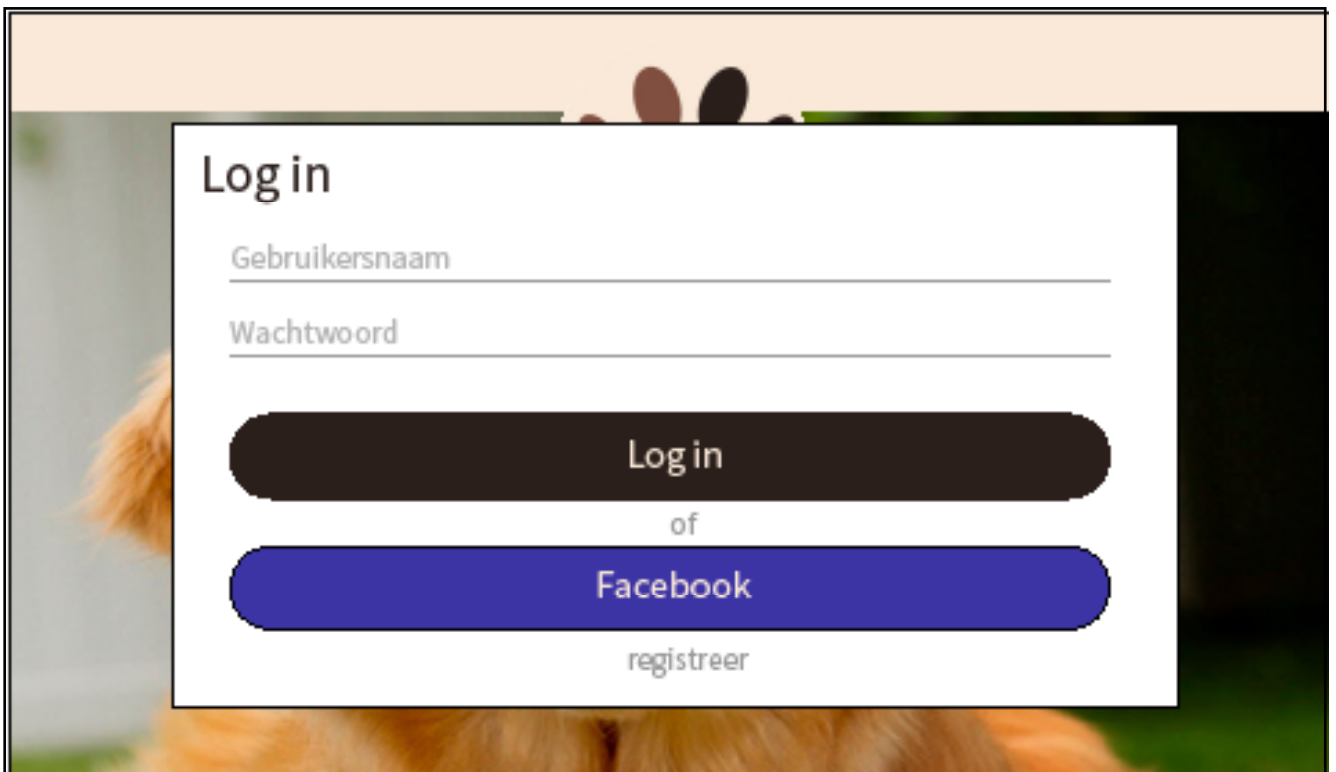 Log in
Gebruikersnaam
Wachtwoord
Log in
of
Facebook
registreer